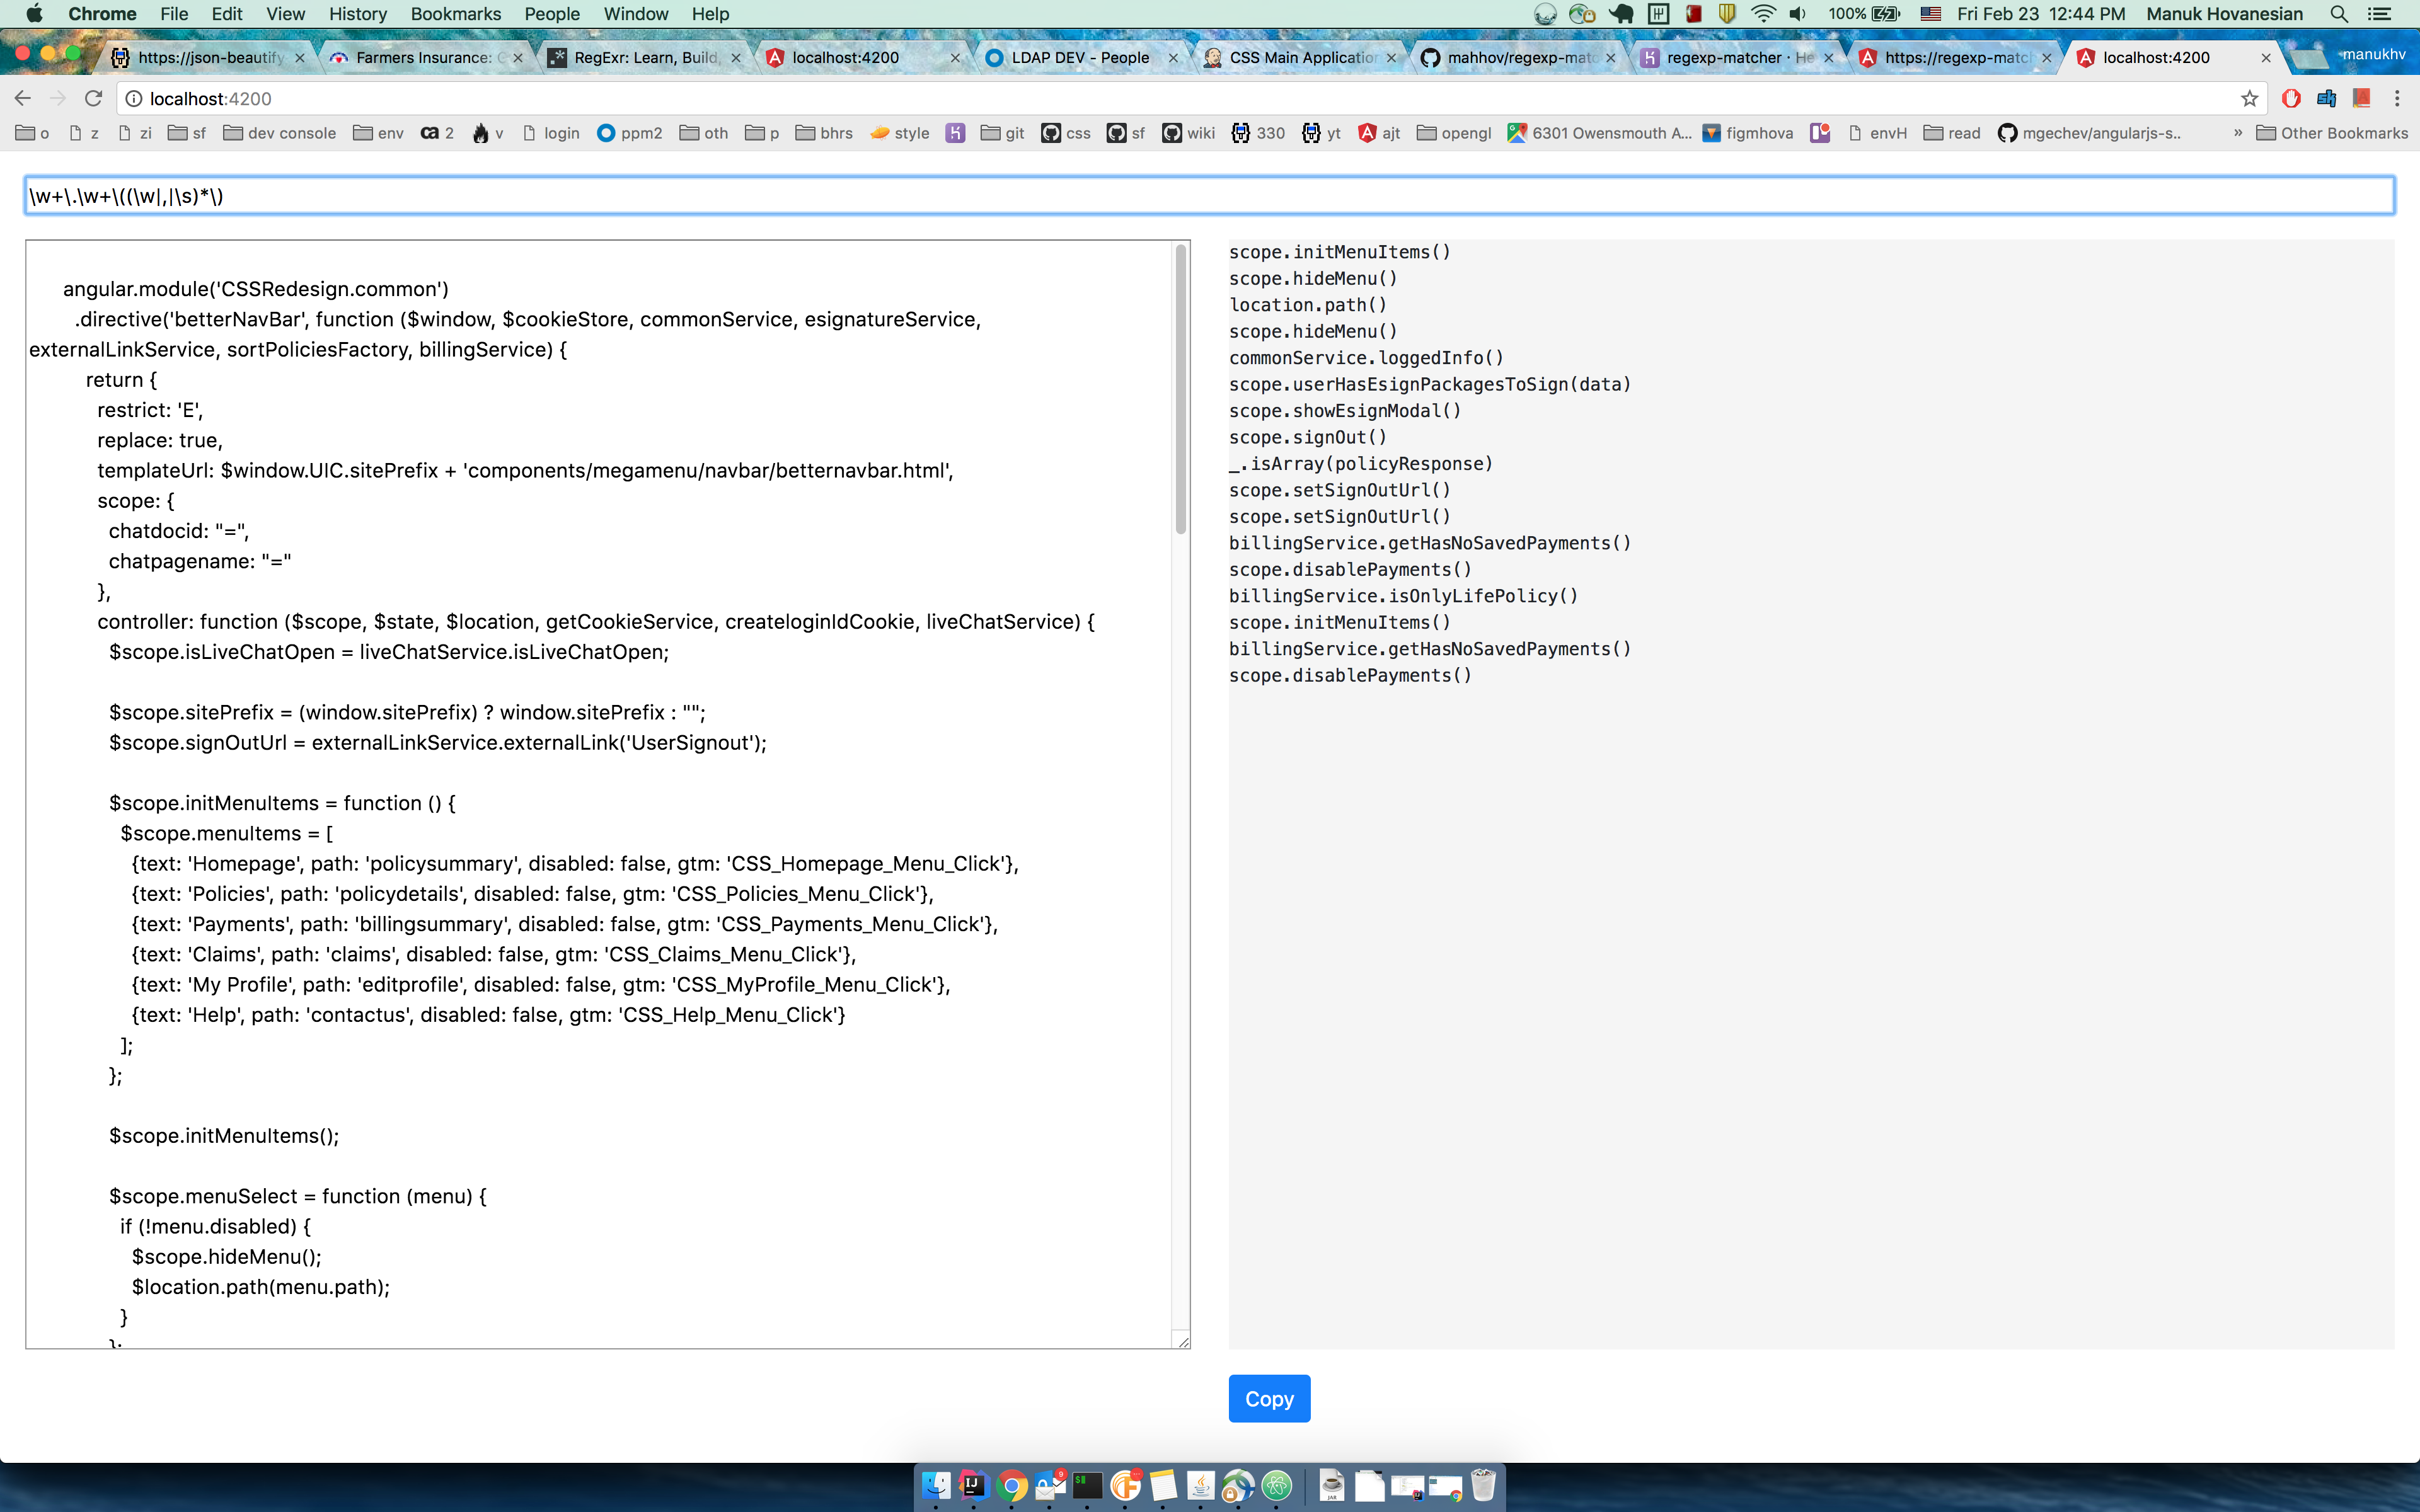 Chrome File Edit View History Bookmarks People Window Help 100% Fri Feb 23 12:44 PM Manuk Hovanesian
https://json-beautify Farmers Insurance: RegExr: Learn, Build, localhost:4200 LDAP DEV - People CSS Main Application mahhov/regexp-matc regexp-matcher · He https://regexp-match localhost:4200 manukhv
localhost:4200
o z zi sf dev console env ca 2 v login ppm2 oth p bhrs style git css sf wiki 330 yt ajt opengl 6301 Owensmouth A... figmhova envH read mgechev/angularjs-s.. » Other Bookmarks
\w+\.\w+\((\w|,|\s)*\)
angular.module('CSSRedesign.common')
.directive('betterNavBar', function ($window, $cookieStore, commonService, esignatureService,
externalLinkService, sortPoliciesFactory, billingService) {
return {
restrict: 'E',
replace: true,
templateUrl: $window.UIC.sitePrefix + 'components/megamenu/navbar/betternavbar.html',
scope: {
chatdocid: "=",
chatpagename: "="
},
controller: function ($scope, $state, $location, getCookieService, createloginIdCookie, liveChatService) {
$scope.isLiveChatOpen = liveChatService.isLiveChatOpen;
$scope.sitePrefix = (window.sitePrefix) ? window.sitePrefix : "";
$scope.signOutUrl = externalLinkService.externalLink('UserSignout');
$scope.initMenuItems = function () {
$scope.menuItems = [
{text: 'Homepage', path: 'policysummary', disabled: false, gtm: 'CSS_Homepage_Menu_Click'},
{text: 'Policies', path: 'policydetails', disabled: false, gtm: 'CSS_Policies_Menu_Click'},
{text: 'Payments', path: 'billingsummary', disabled: false, gtm: 'CSS_Payments_Menu_Click'},
{text: 'Claims', path: 'claims', disabled: false, gtm: 'CSS_Claims_Menu_Click'},
{text: 'My Profile', path: 'editprofile', disabled: false, gtm: 'CSS_MyProfile_Menu_Click'},
{text: 'Help', path: 'contactus', disabled: false, gtm: 'CSS_Help_Menu_Click'}
];
};
$scope.initMenuItems();
$scope.menuSelect = function (menu) {
if (!menu.disabled) {
$scope.hideMenu();
$location.path(menu.path);
}
};
scope.initMenuItems()
scope.hideMenu()
location.path()
scope.hideMenu()
commonService.loggedInfo()
scope.userHasEsignPackagesToSign(data)
scope.showEsignModal()
scope.signOut()
_.isArray(policyResponse)
scope.setSignOutUrl()
scope.setSignOutUrl()
billingService.getHasNoSavedPayments()
scope.disablePayments()
billingService.isOnlyLifePolicy()
scope.initMenuItems()
billingService.getHasNoSavedPayments()
scope.disablePayments()
Copy